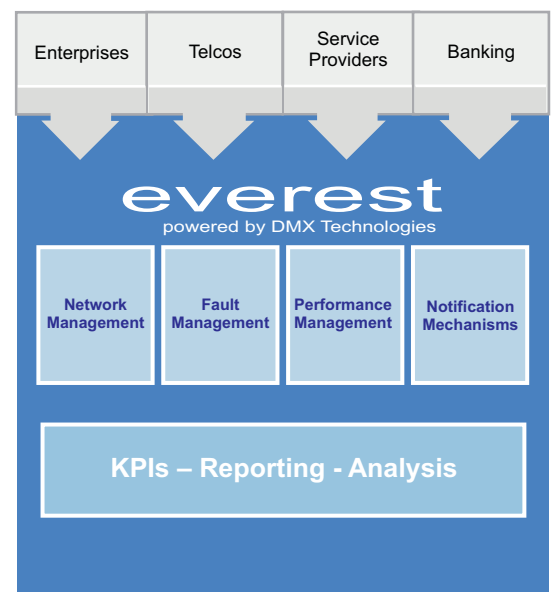 Enterprises
Telcos
Service
Providers
Banking
everest
powered by DMX Technologies
Network
Management
Fault
Management
Performance
Management
Notification
Mechanisms
KPIs – Reporting - Analysis